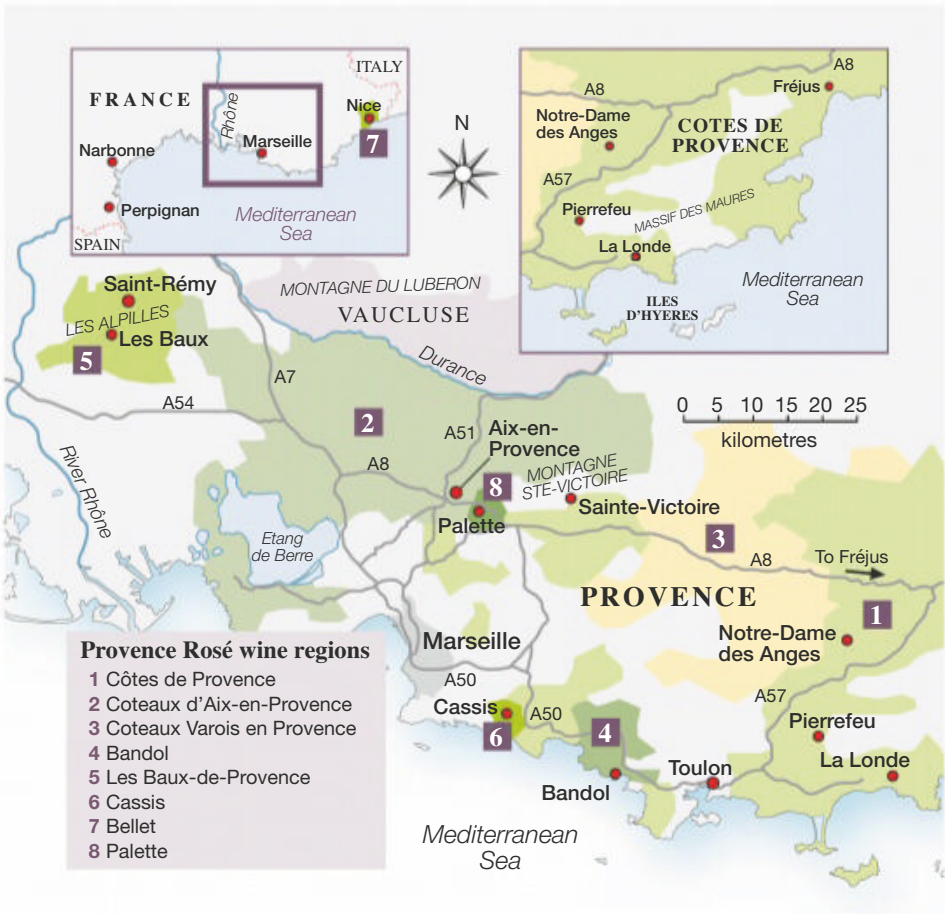 FRANCE
Rhône
ITALY
Nice
7
Marseille
Narbonne
Perpignan
SPAIN
Mediterranean
Sea
N
A8
A8
Fréjus
Notre-Dame
des Anges
COTES DE
PROVENCE
A57
Pierrefeu
MASSIF DES MAURES
La Londe
Mediterranean
Sea
ILES
D'HYERES
Saint-Rémy
LES ALPILLES
Les Baux
5
MONTAGNE DU LUBERON
VAUCLUSE
Durance
A7
A54
2
A51
Aix-en-
Provence
A8
8
MONTAGNE
STE-VICTOIRE
Palette
Sainte-Victoire
0 5 10 15 20 25
kilometres
River Rhône
Etang
de Berre
3
A8
To Fréjus
PROVENCE
1
Notre-Dame
des Anges
Marseille
A50
A57
Cassis
6
A50
4
Bandol
Toulon
Pierrefeu
La Londe
Mediterranean
Sea
Provence Rosé wine regions
1 Côtes de Provence
2 Coteaux d'Aix-en-Provence
3 Coteaux Varois en Provence
4 Bandol
5 Les Baux-de-Provence
6 Cassis
7 Bellet
8 Palette